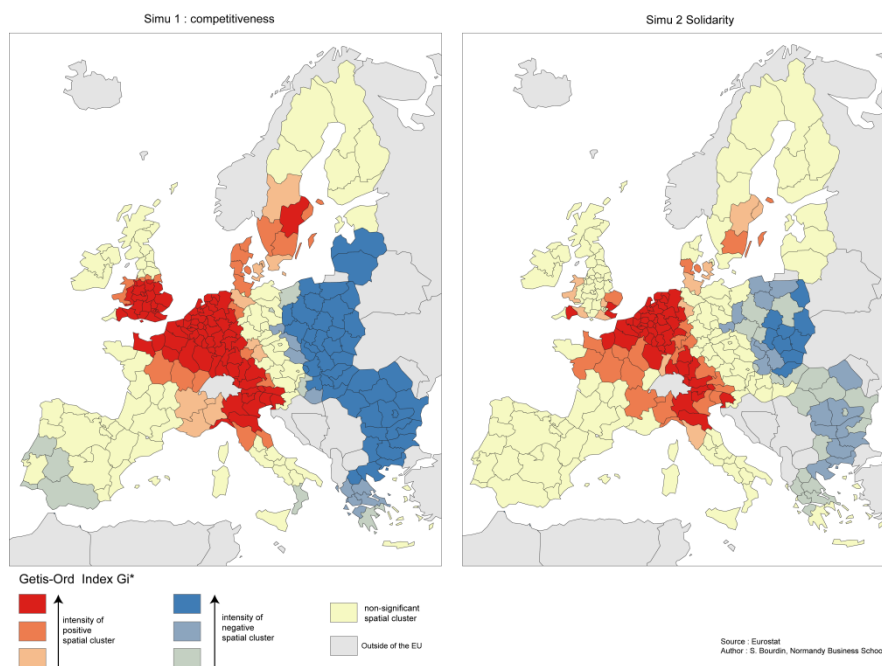 Simu 1 : competitiveness
Simu 2 Solidarity
Getis-Ord Index Gi*
intensity of
positive
spatial cluster
intensity of
negative
spatial cluster
non-significant
spatial cluster
Outside of the EU
Source : Eurostat
Author : S. Bourdin, Normandy Business School